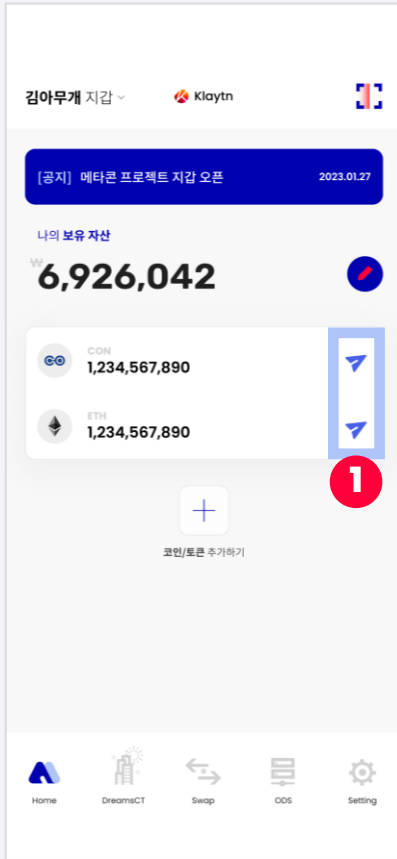 김아무개 지갑
Klaytn
[공지] 메타콘 프로젝트 지갑 오픈 2023.01.27
나의 보유 자산
₩6,926,042
CON
1,234,567,890
ETH
1,234,567,890
1
코인/토큰 추가하기
Home DreamsCT Swap ODS Setting